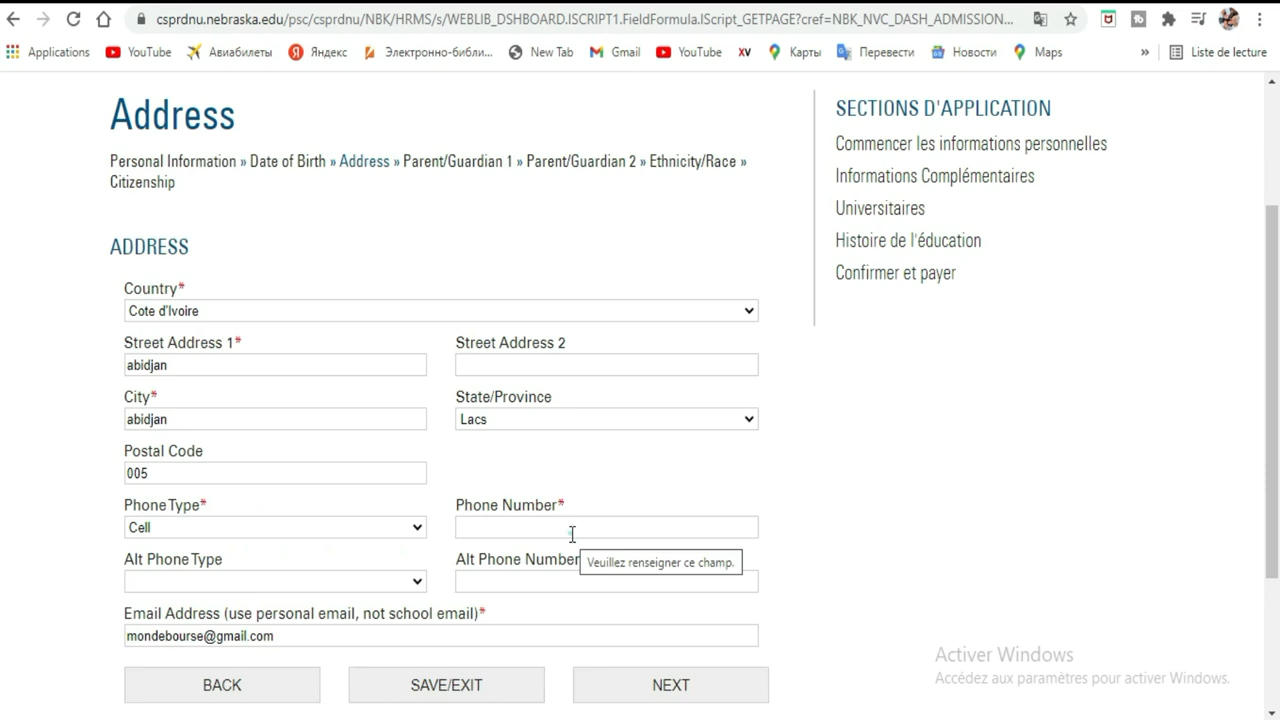 csprdnu.nebraska.edu/psc/csprdnu/NBK/HRMS/s/WEBLIB_DSHBOARD.ISCRIPT1.FieldFormula.IScript_GETPAGE?cref=NBK_NVC_DASH_ADMISSION...
Applications YouTube Авиабилеты Яндекс Электронно-библи... New Tab Gmail YouTube XV Карты Перевести Новости Maps » Liste de lecture
Address
Personal Information » Date of Birth » Address » Parent/Guardian 1 » Parent/Guardian 2 » Ethnicity/Race »
Citizenship
ADDRESS
Country*
Cote d'Ivoire
Street Address 1* Street Address 2
abidjan
City* State/Province
abidjan Lacs
Postal Code
005
Phone Type* Phone Number*
Cell
Alt Phone Type Alt Phone Number
Veuillez renseigner ce champ.
Email Address (use personal email, not school email)*
mondebourse@gmail.com
BACK SAVE/EXIT NEXT
SECTIONS D'APPLICATION
Commencer les informations personnelles
Informations Complémentaires
Universitaires
Histoire de l'éducation
Confirmer et payer
Activer Windows
Accédez aux paramètres pour activer Windows.